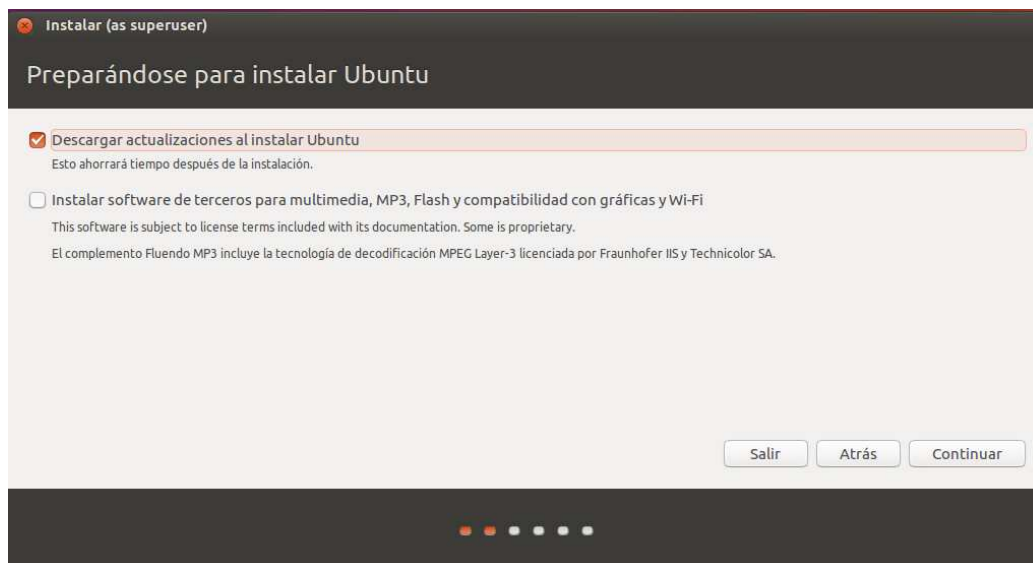 Instalar (as superuser)
Preparándose para instalar Ubuntu
Descargar actualizaciones al instalar Ubuntu
Esto ahorrará tiempo después de la instalación.
Instalar software de terceros para multimedia, MP3, Flash y compatibilidad con gráficas y Wi-Fi
This software is subject to license terms included with its documentation. Some is proprietary.
El complemento Fluendo MP3 incluye la tecnología de decodificación MPEG Layer-3 licenciada por Fraunhofer IIS y Technicolor SA.
Salir Atrás Continuar